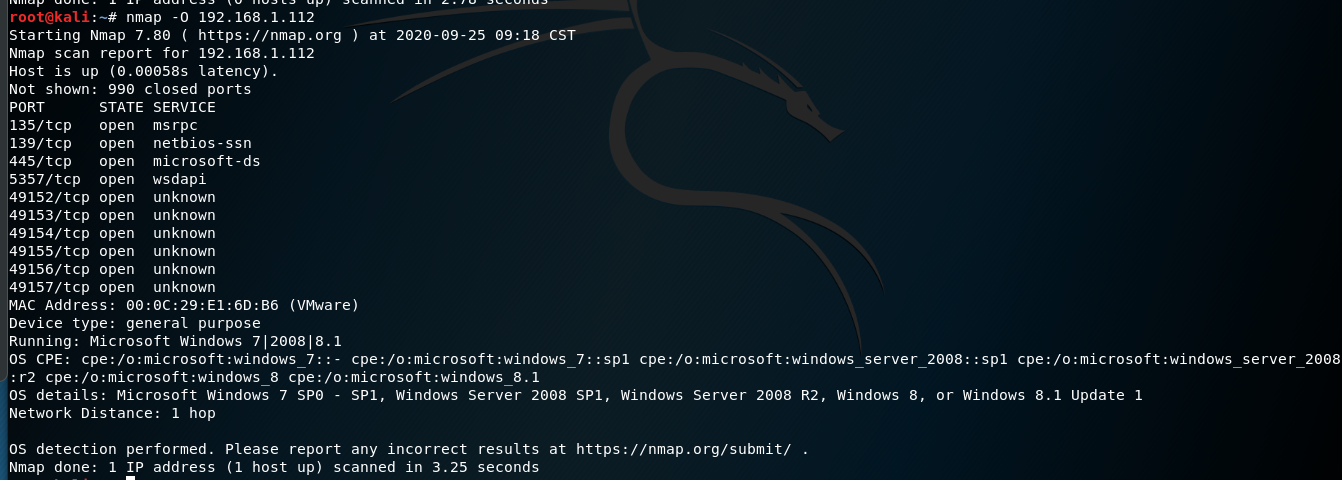 Nmap done: 1 IP address (0 hosts up) scanned in 2.78 seconds
root@kali:~# nmap -O 192.168.1.112
Starting Nmap 7.80 ( https://nmap.org ) at 2020-09-25 09:18 CST
Nmap scan report for 192.168.1.112
Host is up (0.00058s latency).
Not shown: 990 closed ports
PORT      STATE SERVICE
135/tcp   open  msrpc
139/tcp   open  netbios-ssn
445/tcp   open  microsoft-ds
5357/tcp  open  wsdapi
49152/tcp open  unknown
49153/tcp open  unknown
49154/tcp open  unknown
49155/tcp open  unknown
49156/tcp open  unknown
49157/tcp open  unknown
MAC Address: 00:0C:29:E1:6D:B6 (VMware)
Device type: general purpose
Running: Microsoft Windows 7|2008|8.1
OS CPE: cpe:/o:microsoft:windows_7::- cpe:/o:microsoft:windows_7::sp1 cpe:/o:microsoft:windows_server_2008::sp1 cpe:/o:microsoft:windows_server_2008
:r2 cpe:/o:microsoft:windows_8 cpe:/o:microsoft:windows_8.1
OS details: Microsoft Windows 7 SP0 - SP1, Windows Server 2008 SP1, Windows Server 2008 R2, Windows 8, or Windows 8.1 Update 1
Network Distance: 1 hop
OS detection performed. Please report any incorrect results at https://nmap.org/submit/ .
Nmap done: 1 IP address (1 host up) scanned in 3.25 seconds